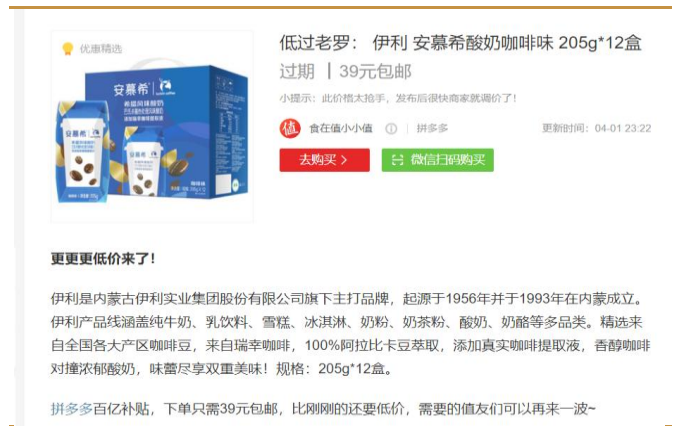 优惠精选
低过老罗： 伊利 安慕希酸奶咖啡味 205g*12盒
过期 | 39元包邮
小提示：此价格太抢手，发布后很快商家就调价了！
值 食在值小小值 | 拼多多 更新时间：04-01 23:22
去购买 >
微信扫码购买
安慕希
希腊风味酸奶
安慕希
安慕希
更更更低价来了！
伊利是内蒙古伊利实业集团股份有限公司旗下主打品牌，起源于1956年并于1993年在内蒙成立。
伊利产品线涵盖纯牛奶、乳饮料、雪糕、冰淇淋、奶粉、奶茶粉、酸奶、奶酪等多品类。精选来
自全国各大产区咖啡豆，来自瑞幸咖啡，100%阿拉比卡豆萃取，添加真实咖啡提取液，香醇咖啡
对撞浓郁酸奶，味蕾尽享双重美味！规格：205g*12盒。
拼多多百亿补贴，下单只需39元包邮，比刚刚的还要低价，需要的值友们可以再来一波~